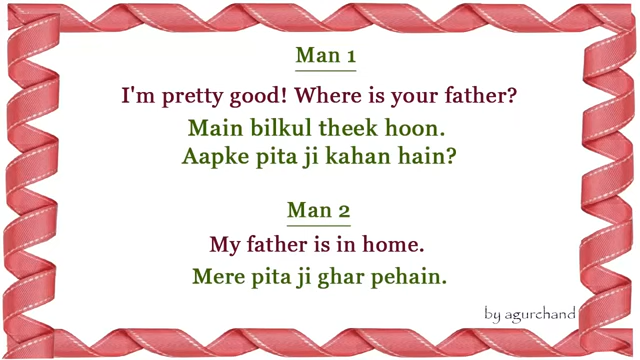 Man 1
I'm pretty good! Where is your father?
Main bilkul theek hoon.
Aapke pita ji kahan hain?
Man 2
My father is in home.
Mere pita ji ghar pehain.
by agurchand